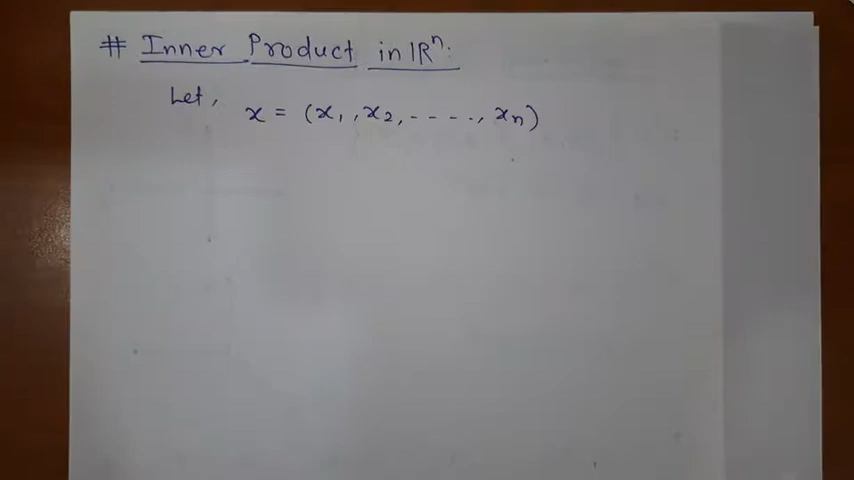 # Inner Product in ℝⁿ:
Let, x = (x₁, x₂, - - - -, xₙ)